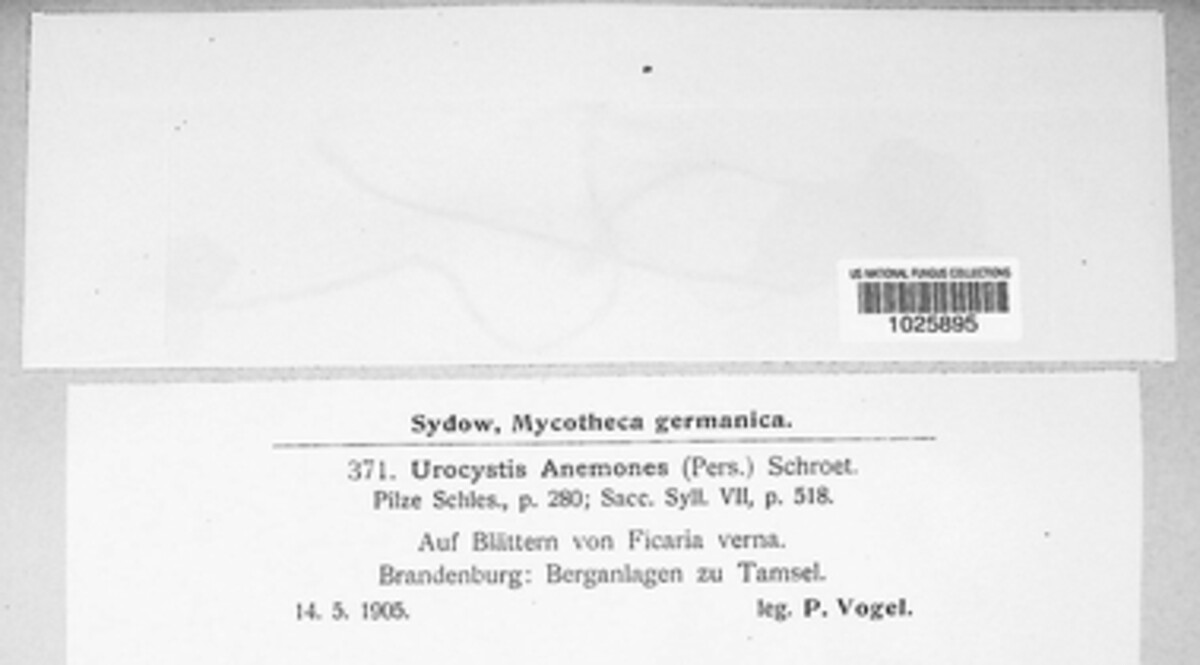 US NATIONAL FUNGUS COLLECTIONS
1025895
Sydow, Mycotheca germanica.
371. Urocystis Anemones (Pers.) Schroet.
Pilze Schles., p. 280; Sacc. Syll. VII, p. 518.
Auf Blättern von Ficaria verna.
Brandenburg: Berganlagen zu Tamsel.
14. 5. 1905. leg. P. Vogel.